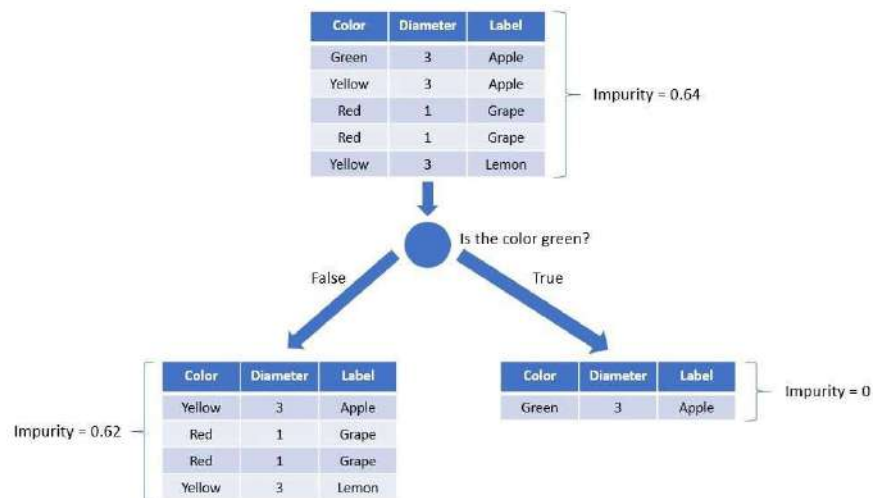 Color Diameter Label
Green 3 Apple
Yellow 3 Apple
Red 1 Grape
Red 1 Grape
Yellow 3 Lemon
Impurity = 0.64
Is the color green?
False
True
Color Diameter Label
Yellow 3 Apple
Red 1 Grape
Red 1 Grape
Yellow 3 Lemon
Impurity = 0.62
Color Diameter Label
Green 3 Apple
Impurity = 0